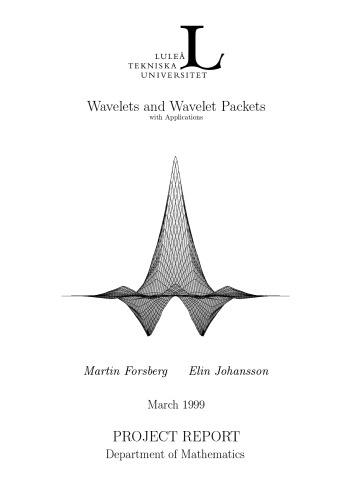 LULEÅ
TEKNISKA
UNIVERSITET
L
Wavelets and Wavelet Packets
with Applications
Martin Forsberg Elin Johansson
March 1999
PROJECT REPORT
Department of Mathematics